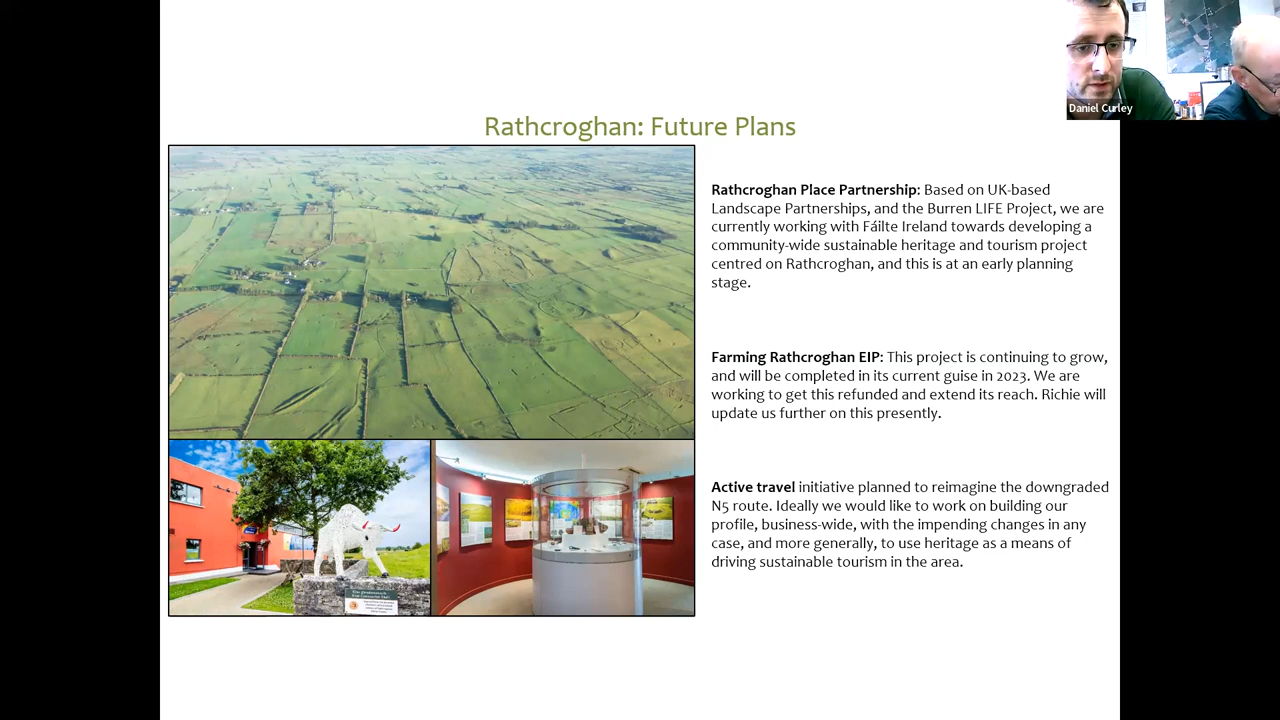 Daniel Curley
Rathcroghan: Future Plans
Rathcroghan Place Partnership: Based on UK-based
Landscape Partnerships, and the Burren LIFE Project, we are
currently working with Fáilte Ireland towards developing a
community-wide sustainable heritage and tourism project
centred on Rathcroghan, and this is at an early planning
stage.
Farming Rathcroghan EIP: This project is continuing to grow,
and will be completed in its current guise in 2023. We are
working to get this refunded and extend its reach. Richie will
update us further on this presently.
Active travel initiative planned to reimagine the downgraded
N5 route. Ideally we would like to work on building our
profile, business-wide, with the impending changes in any
case, and more generally, to use heritage as a means of
driving sustainable tourism in the area.